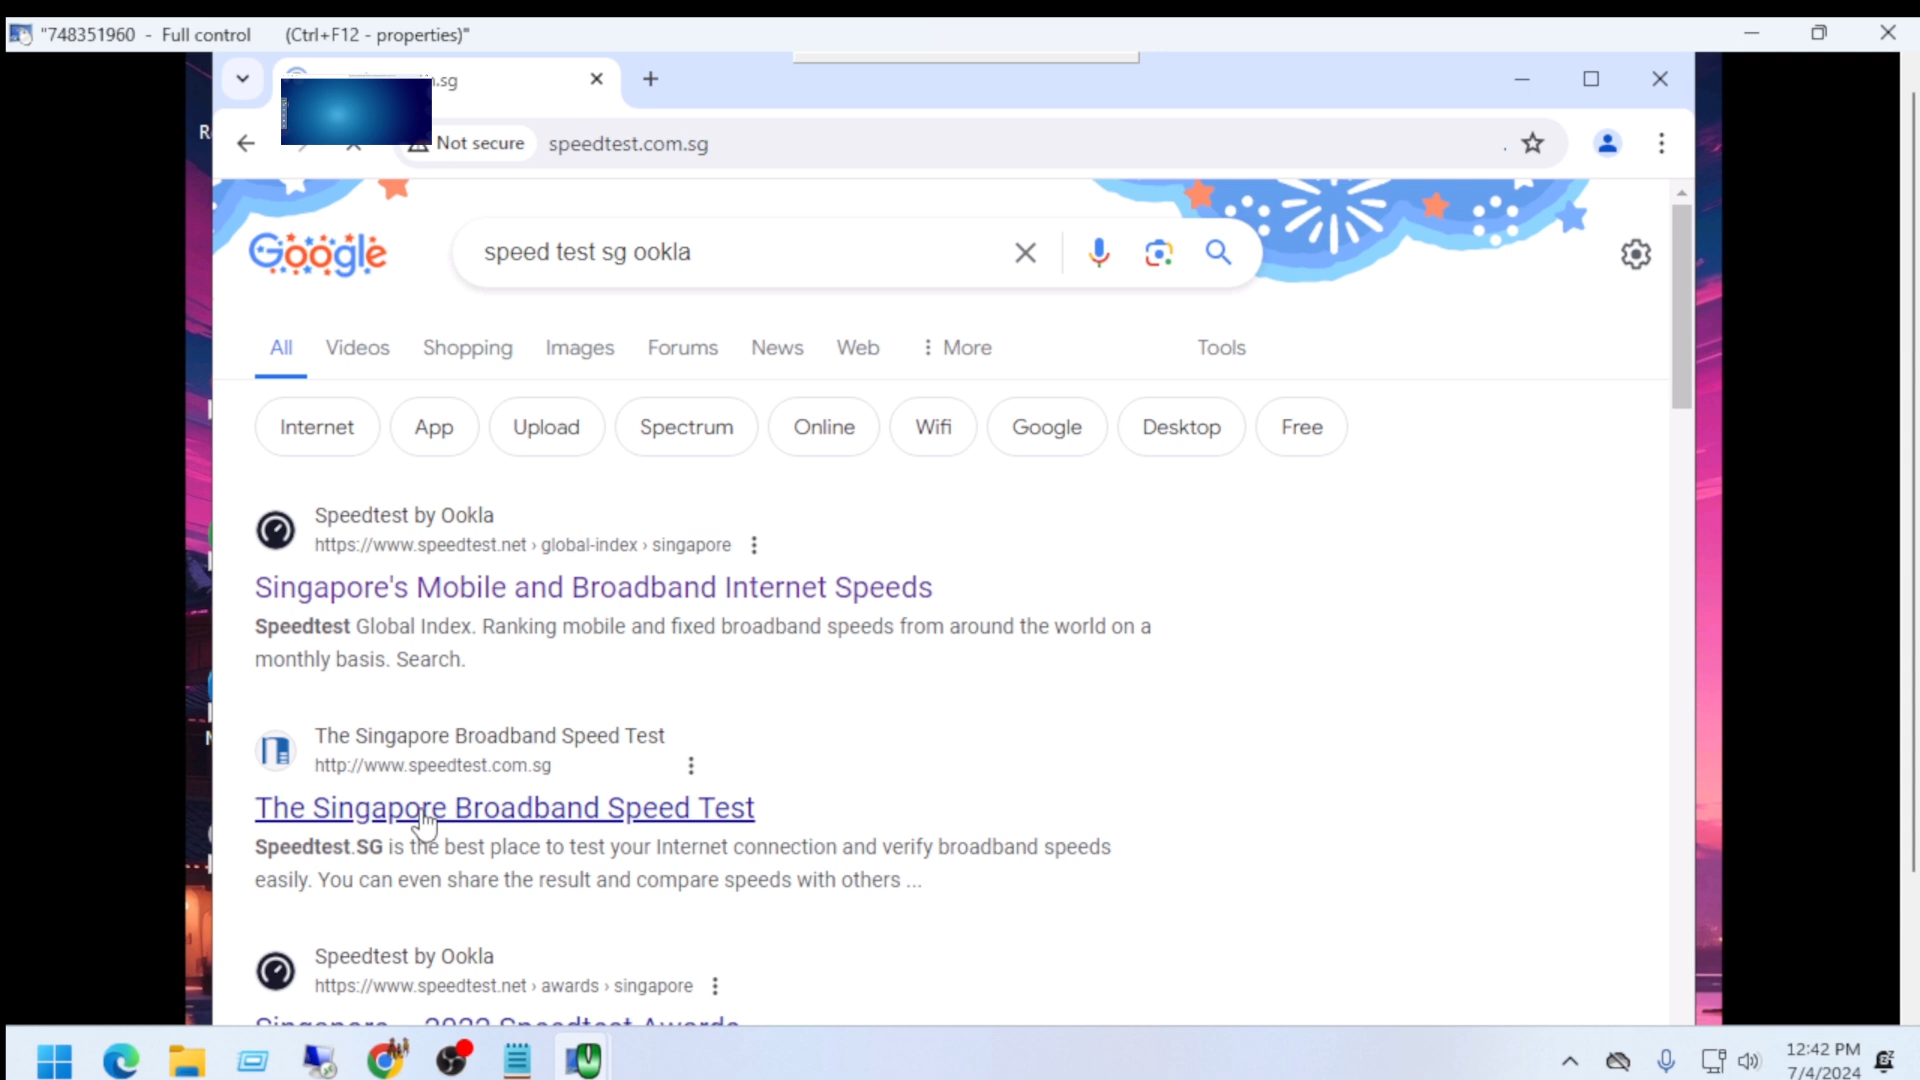 "748351960 - Full control (Ctrl+F12 - properties)"
.sg
Not secure speedtest.com.sg
Google
speed test sg ookla
All Videos Shopping Images Forums News Web More Tools
Internet App Upload Spectrum Online Wifi Google Desktop Free
Speedtest by Ookla
https://www.speedtest.net › global-index › singapore
Singapore's Mobile and Broadband Internet Speeds
Speedtest Global Index. Ranking mobile and fixed broadband speeds from around the world on a
monthly basis. Search.
The Singapore Broadband Speed Test
http://www.speedtest.com.sg
The Singapore Broadband Speed Test
Speedtest.SG is the best place to test your Internet connection and verify broadband speeds
easily. You can even share the result and compare speeds with others ...
Speedtest by Ookla
https://www.speedtest.net › awards › singapore
12:42 PM
7/4/2024